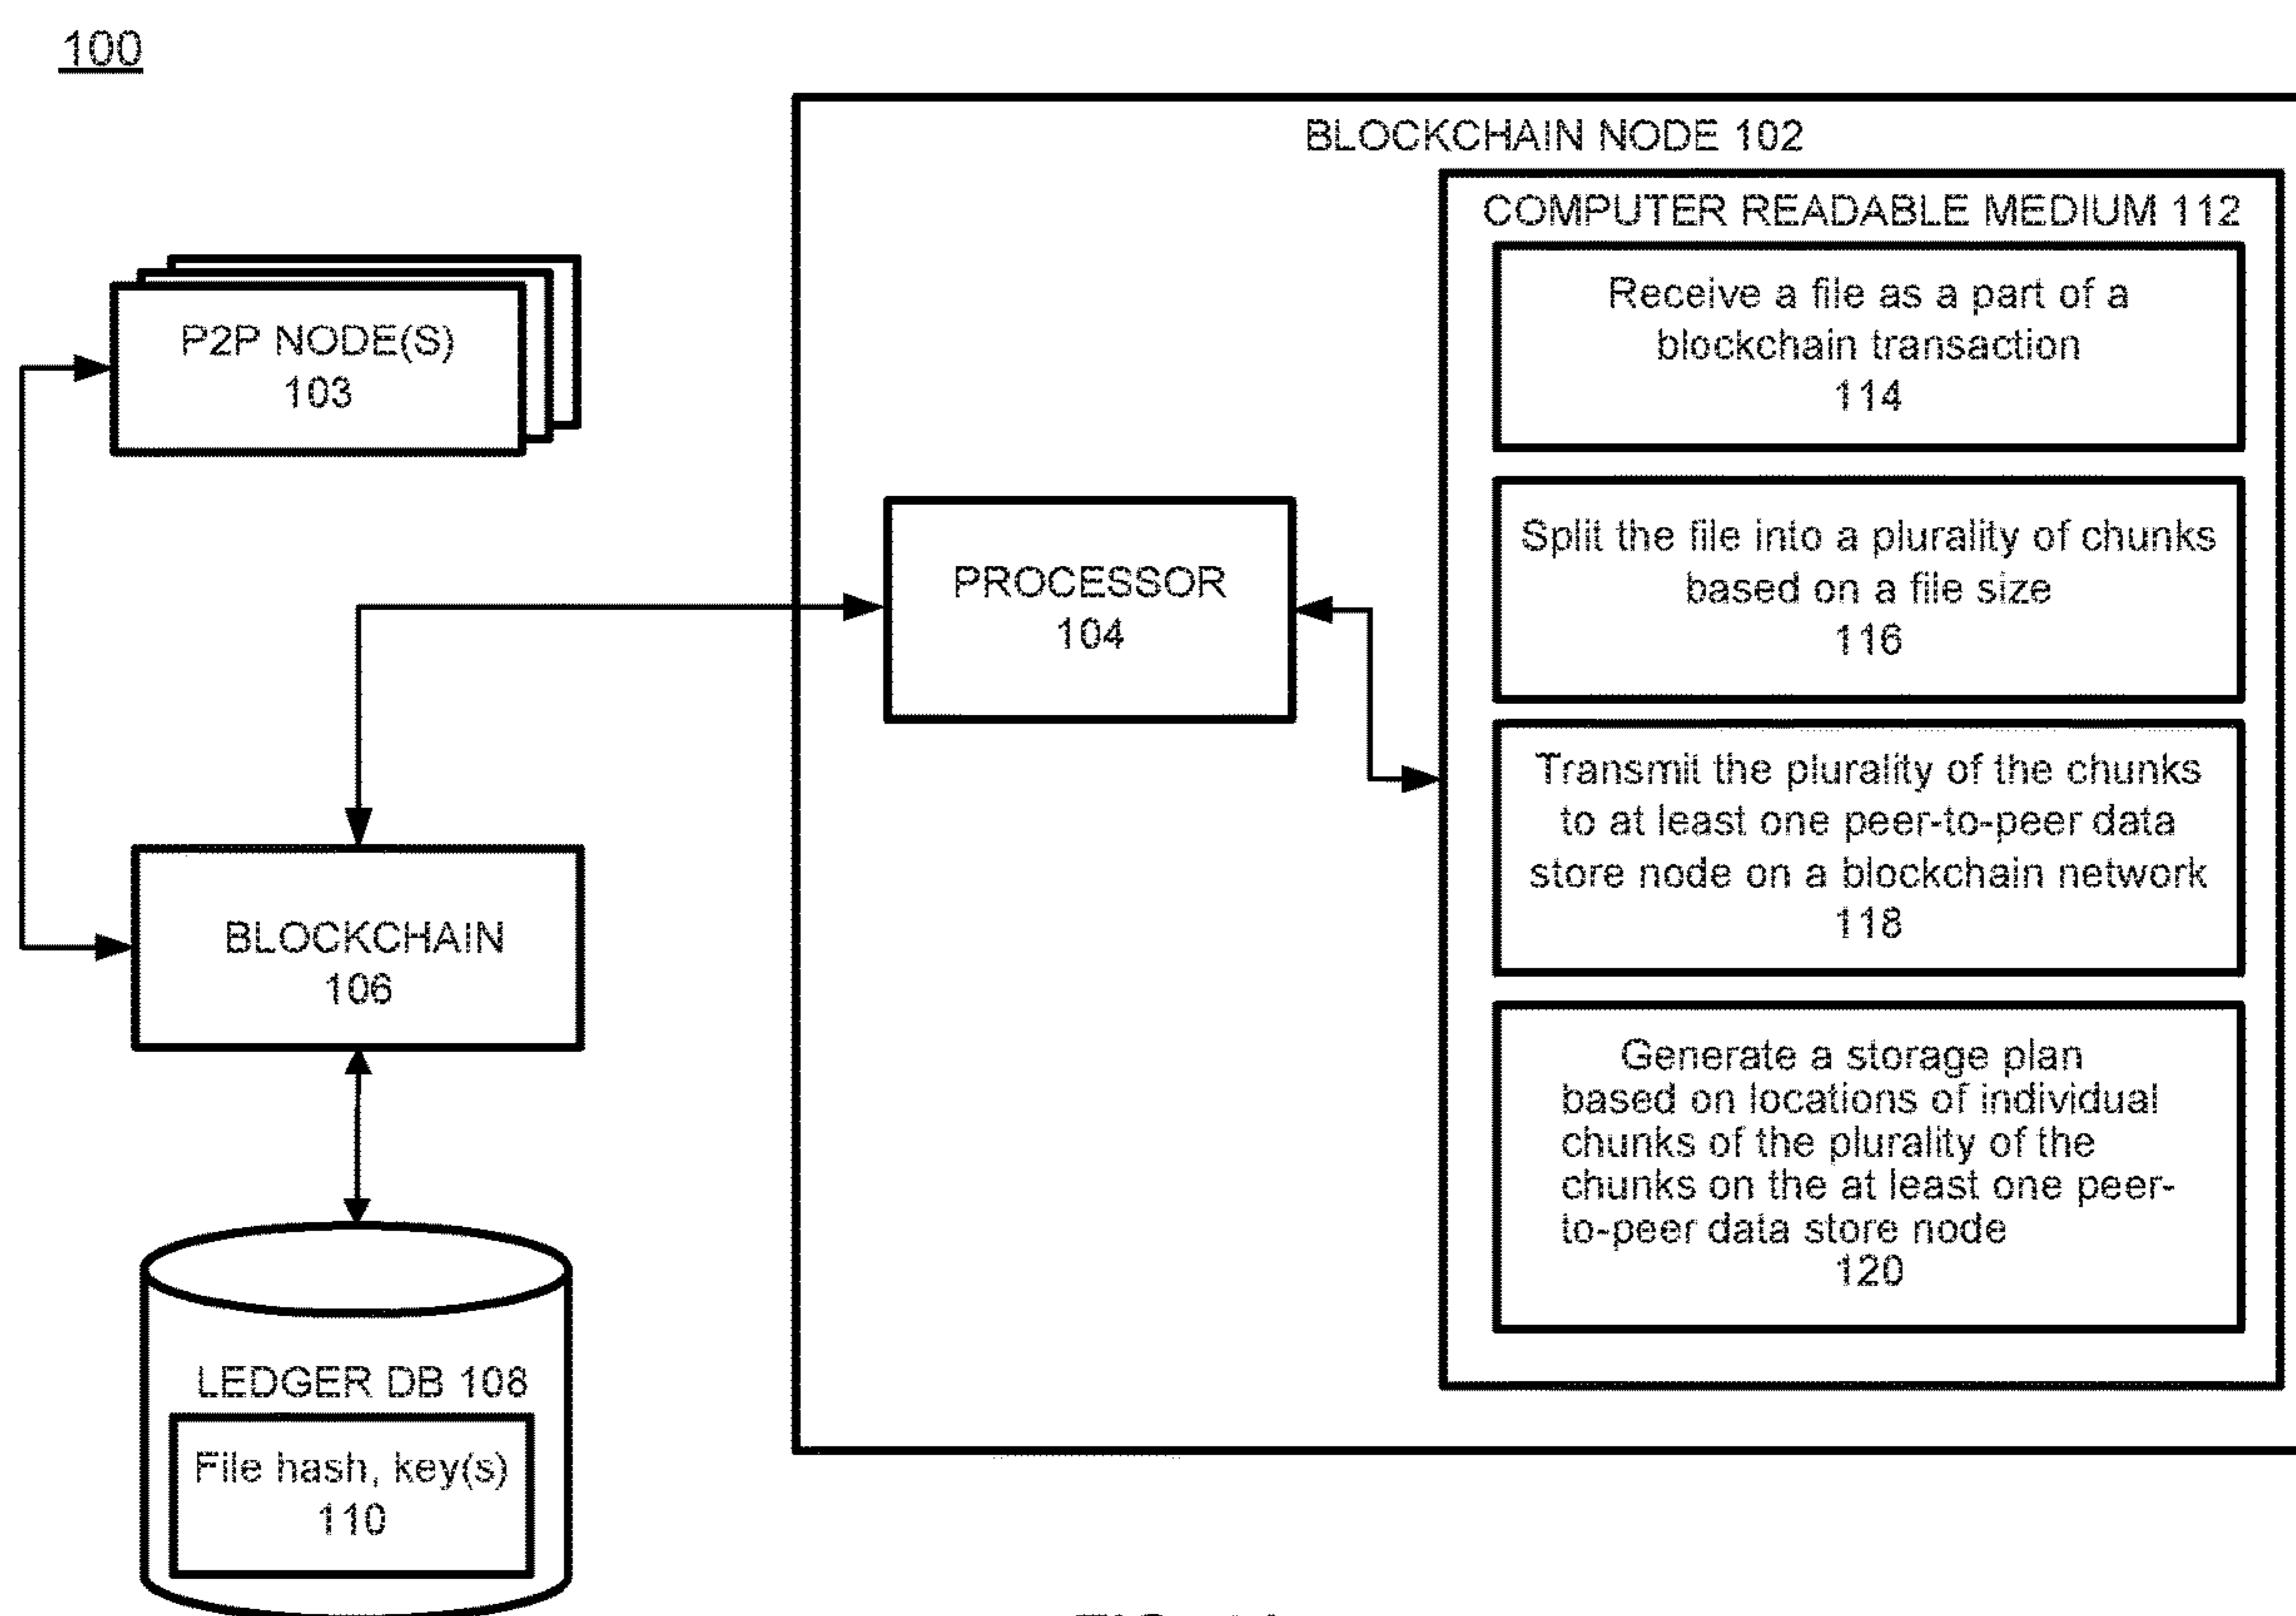 100
BLOCKCHAIN NODE 102
COMPUTER READABLE MEDIUM 112
Receive a file as a part of a
blockchain transaction
114
P2P NODE(S)
103
Split the file into a plurality of chunks
based on a file size
116
PROCESSOR
104
Transmit the plurality of the chunks
to at least one peer-to-peer data
store node on a blockchain network
118
BLOCKCHAIN
106
Generate a storage plan
based on locations of individual
chunks of the plurality of the
chunks on the at least one peer-
to-peer data store node
120
LEDGER DB 108
File hash, key(s)
110